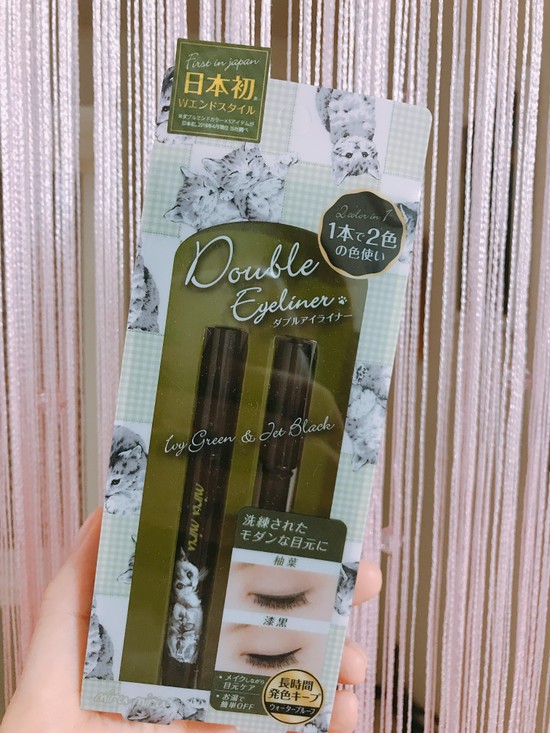 First in japan
日本初※
Wエンドスタイル
2color in 1
1本で2色
の色使い
Double
Eyeliner
ダブルアイライナー
Ivy Green & Jet Black
mira mira
洗練された
モダンな目元に
柚葉
漆黒
• メイクしながら
目元ケア
• お湯で
簡単OFF
長時間
発色キープ
ウォータープルーフ